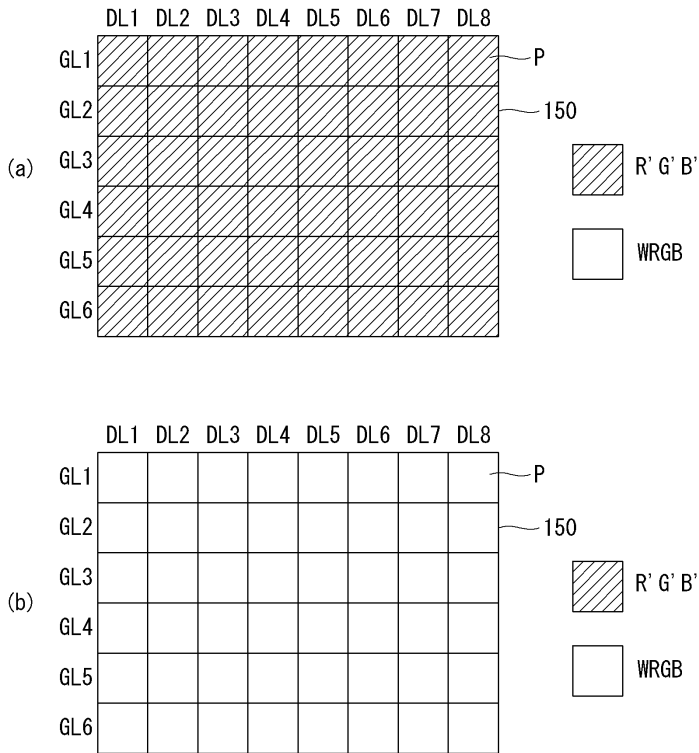 DL1 DL2 DL3 DL4 DL5 DL6 DL7 DL8
GL1
P
GL2
150
GL3
(a)
R' G' B'
GL4
GL5
WRGB
GL6
DL1 DL2 DL3 DL4 DL5 DL6 DL7 DL8
GL1
P
GL2
150
GL3
(b)
R' G' B'
GL4
GL5
WRGB
GL6